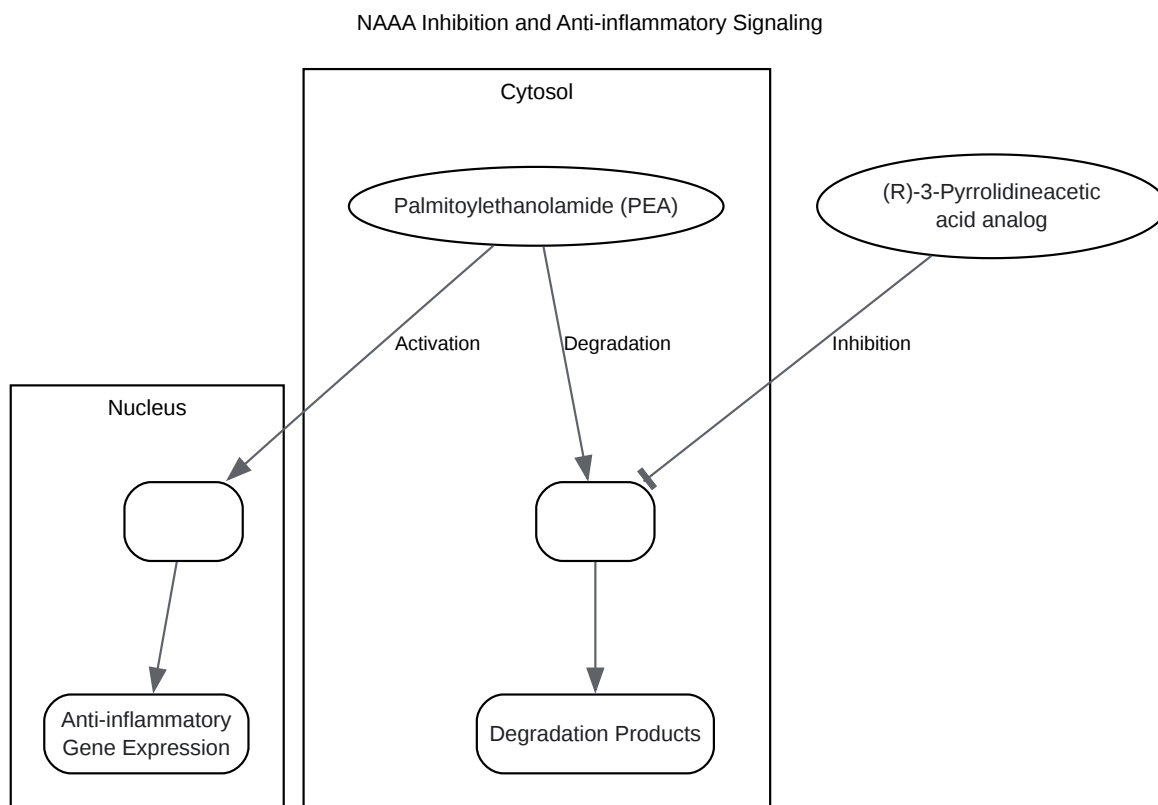 NAAA Inhibition and Anti-inflammatory Signaling
Cytosol
Palmitoylethanolamide (PEA)
(R)-3-Pyrrolidineacetic
acid analog
Activation
Degradation
Inhibition
Nucleus
Anti-inflammatory
Gene Expression
Degradation Products